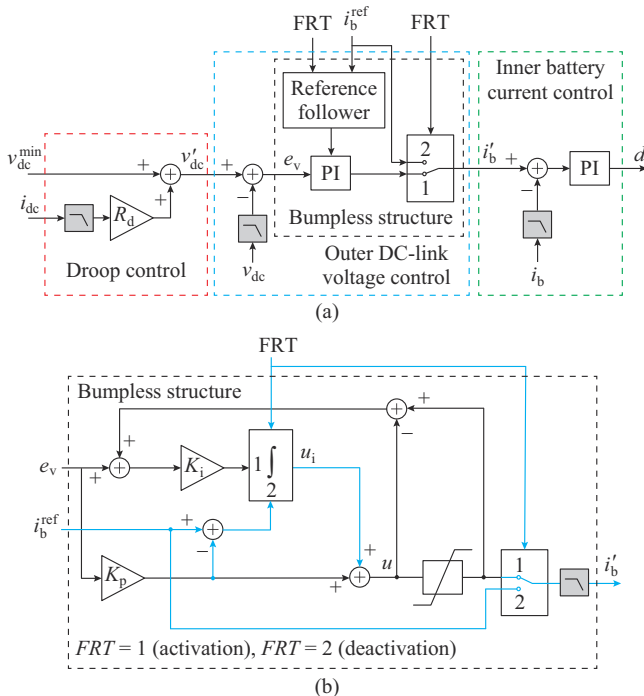 FRT i_b^ref FRT
Reference follower
Inner battery current control
v_dc^min + + v'_dc + + e_v PI 2 1 i'_b + + PI d
i_dc R_d + − −
Bumpless structure
Droop control
v_dc
Outer DC-link voltage control
i_b
(a)
FRT
Bumpless structure
+ + +
−
e_v + + K_i 1 ∫ 2 u_i
i_b^ref + + −
K_p + + + u 1 2 i'_b
FRT = 1 (activation), FRT = 2 (deactivation)
(b)